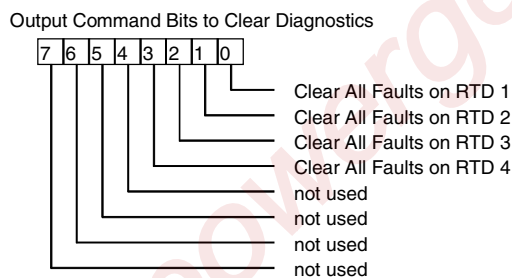 Output Command Bits to Clear Diagnostics
7 6 5 4 3 2 1 0
Clear All Faults on RTD 1
Clear All Faults on RTD 2
Clear All Faults on RTD 3
Clear All Faults on RTD 4
not used
not used
not used
not used